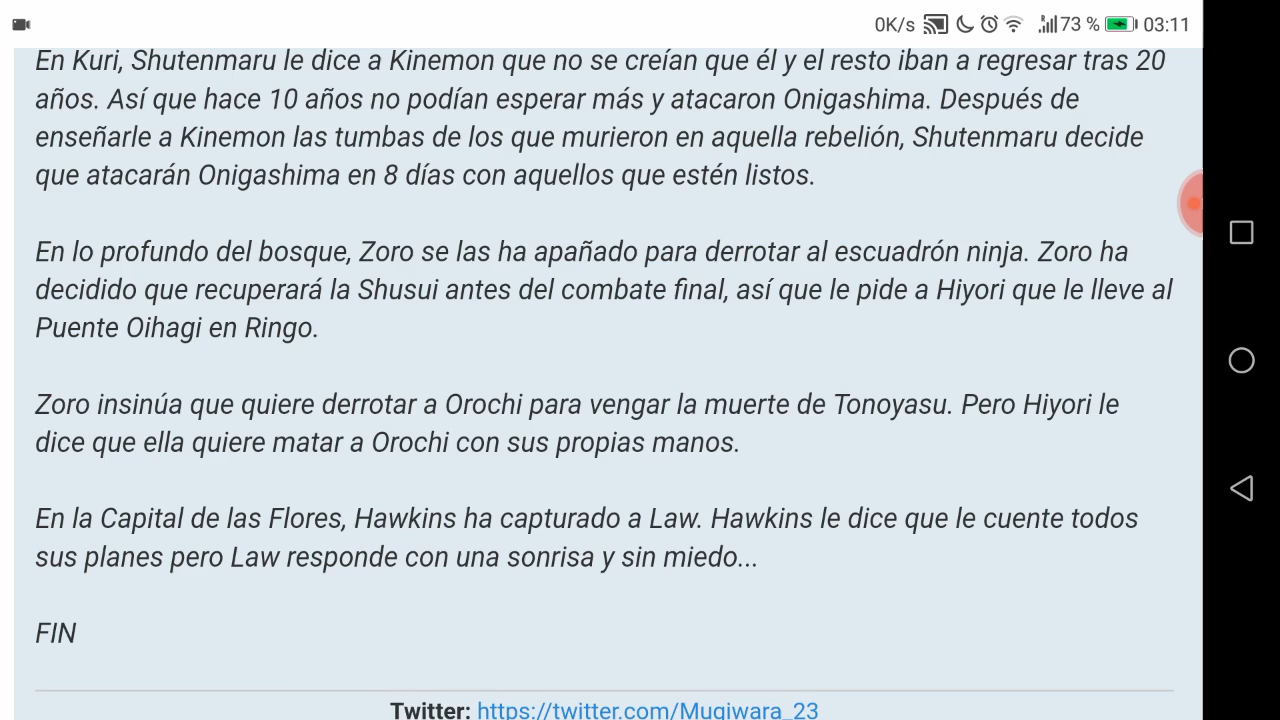 0K/s 73 % 03:11
En Kuri, Shutenmaru le dice a Kinemon que no se creían que él y el resto iban a regresar tras 20
años. Así que hace 10 años no podían esperar más y atacaron Onigashima. Después de
enseñarle a Kinemon las tumbas de los que murieron en aquella rebelión, Shutenmaru decide
que atacarán Onigashima en 8 días con aquellos que estén listos.
En lo profundo del bosque, Zoro se las ha apañado para derrotar al escuadrón ninja. Zoro ha
decidido que recuperará la Shusui antes del combate final, así que le pide a Hiyori que le lleve al
Puente Oihagi en Ringo.
Zoro insinúa que quiere derrotar a Orochi para vengar la muerte de Tonoyasu. Pero Hiyori le
dice que ella quiere matar a Orochi con sus propias manos.
En la Capital de las Flores, Hawkins ha capturado a Law. Hawkins le dice que le cuente todos
sus planes pero Law responde con una sonrisa y sin miedo...
FIN
Twitter: https://twitter.com/Mugiwara_23